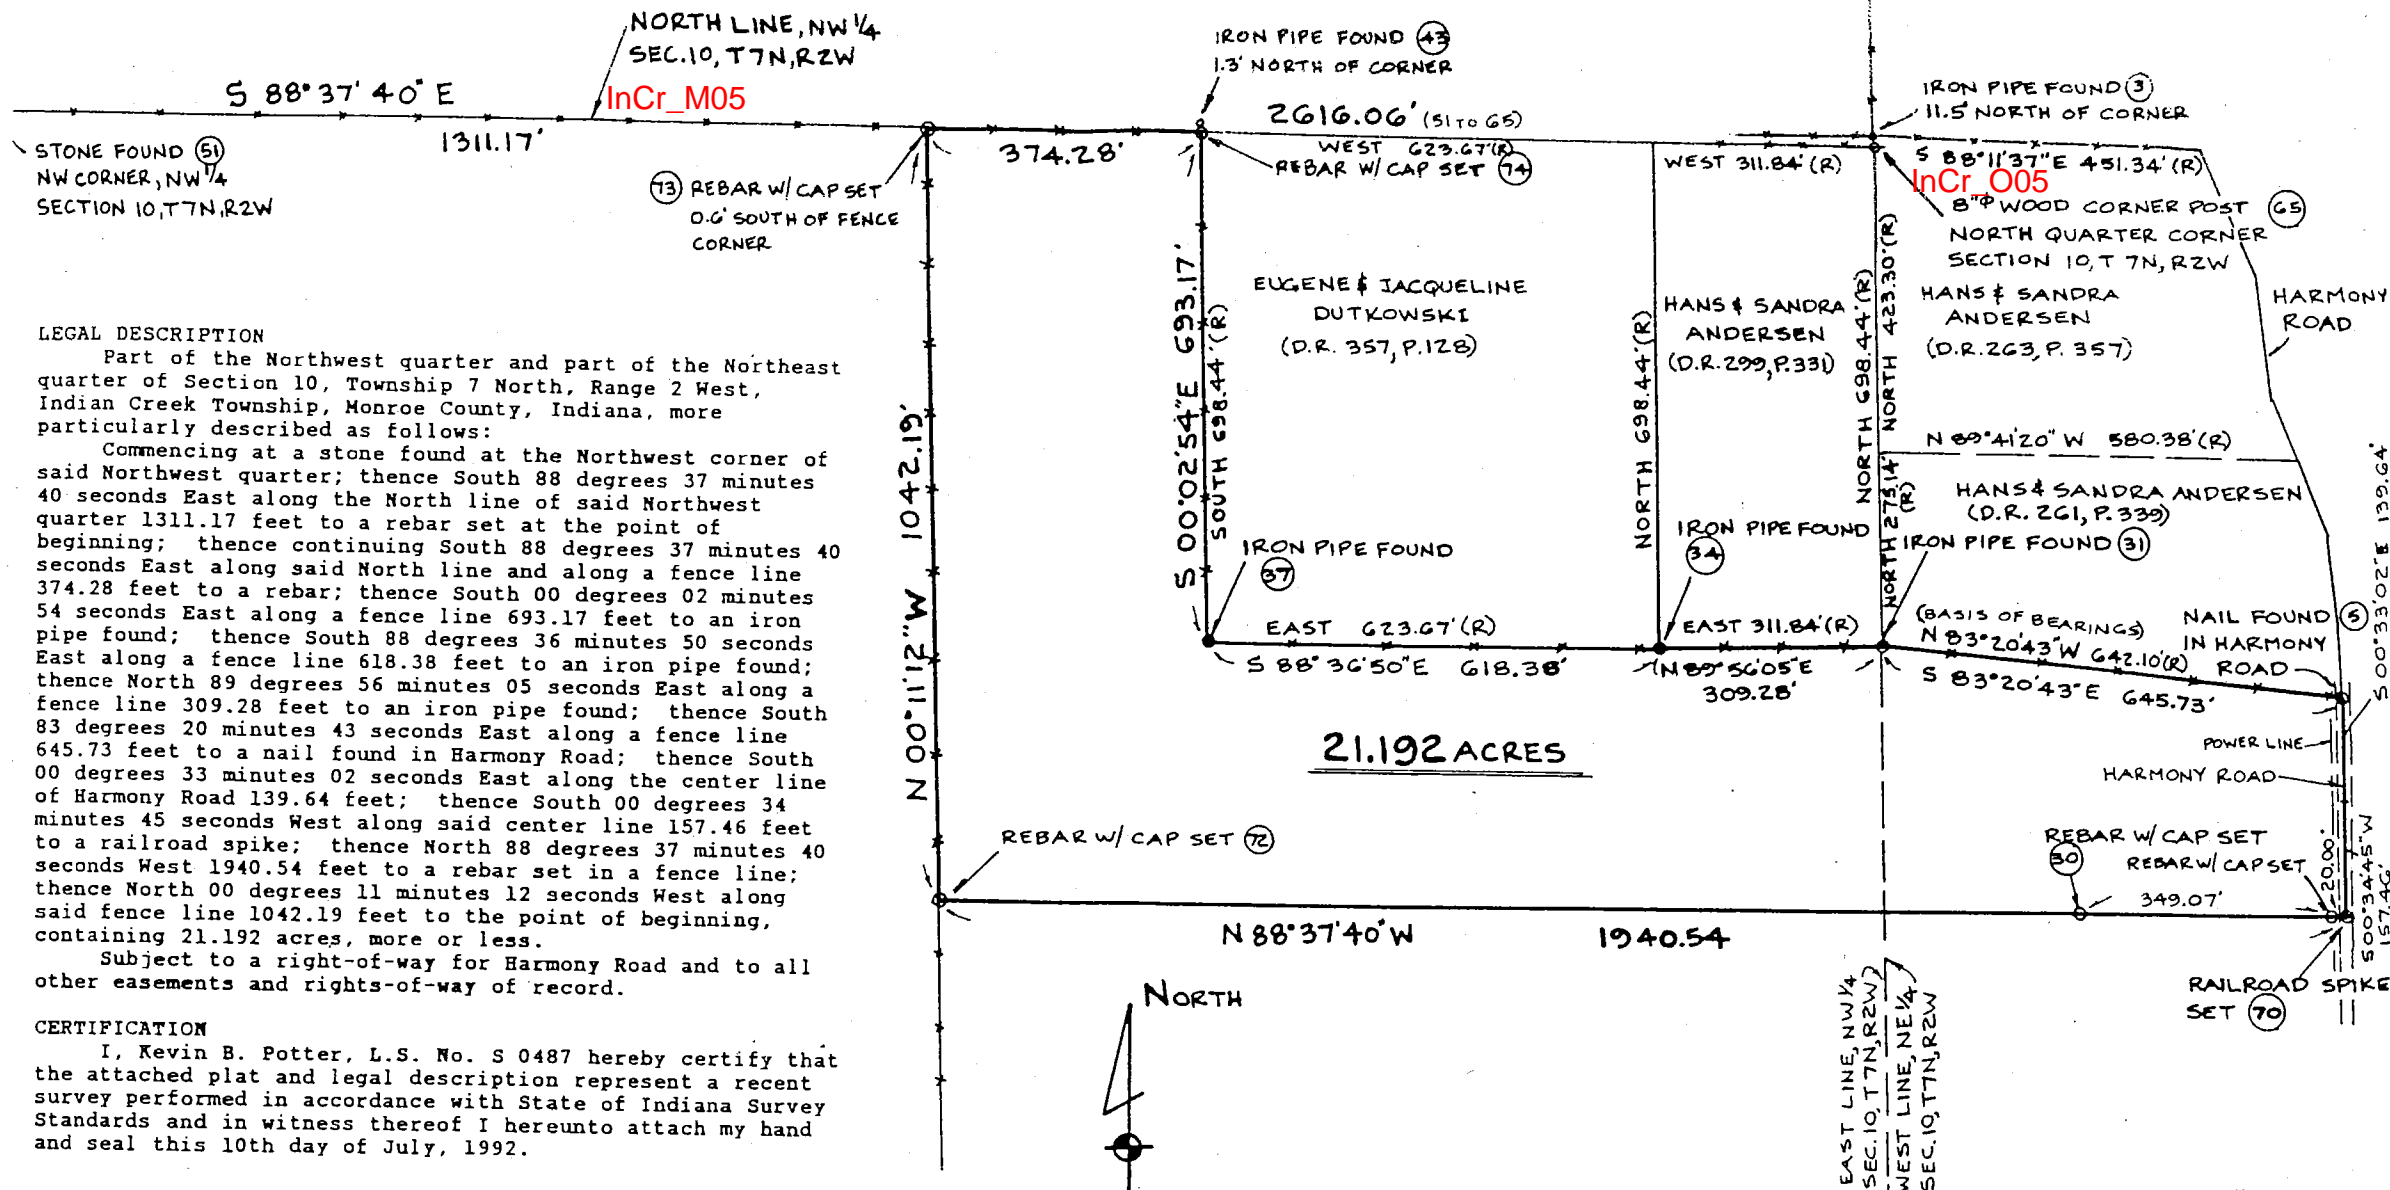 NORTH LINE, NW 1/4
SEC.10, T7N, R2W
InCr_M05
S 88°37'40" E
1311.17'
STONE FOUND (51)
NW CORNER, NW 1/4
SECTION 10, T7N, R2W
(73) REBAR W/ CAP SET
0.6' SOUTH OF FENCE
CORNER
IRON PIPE FOUND (43)
1.3' NORTH OF CORNER
2616.06' (51 TO 65)
374.28'
WEST 623.67'(R)
REBAR W/ CAP SET (74)
WEST 311.84'(R)
IRON PIPE FOUND (3)
11.5' NORTH OF CORNER
S 88°11'37"E 451.34'(R)
InCr_O05
8"Φ WOOD CORNER POST (65)
NORTH QUARTER CORNER
SECTION 10, T 7N, R2W
HARMONY
ROAD
EUGENE & JACQUELINE
DUTKOWSKI
(D.R. 357, P.128)
HANS & SANDRA
ANDERSEN
(D.R. 299, P.331)
HANS & SANDRA
ANDERSEN
(D.R. 263, P. 357)
S 00°02'54"E 693.17'
SOUTH 698.44'(R)
NORTH 698.44'(R)
NORTH 698.44'(R)
NORTH 423.30'(R)
NORTH 275.14'
(R)
N 89°41'20" W 580.38'(R)
HANS & SANDRA ANDERSEN
(D.R. 261, P. 339)
IRON PIPE FOUND
(37)
IRON PIPE FOUND
(34)
IRON PIPE FOUND (31)
(BASIS OF BEARINGS)
N 83°20'43"W 642.10'(R)
S 83°20'43"E 645.73'
NAIL FOUND (5)
IN HARMONY
ROAD
S 00°33'02"E 139.64'
EAST 623.67'(R)
S 88°36'50"E 618.38'
EAST 311.84'(R)
N 89°56'05"E
309.28'
21.192 ACRES
N 00°11'12"W 1042.19'
POWER LINE
HARMONY ROAD
REBAR W/ CAP SET (72)
REBAR W/ CAP SET
(30)
REBAR W/ CAP SET
349.07'
20.00'
S 00°34'45"W
157.46'
N 88°37'40"W 1940.54
RAILROAD SPIKE
SET (70)
NORTH
EAST LINE, NW 1/4
SEC.10, T7N, R2W
WEST LINE, NE 1/4
SEC.10, T7N, R2W
LEGAL DESCRIPTION
Part of the Northwest quarter and part of the Northeast
quarter of Section 10, Township 7 North, Range 2 West,
Indian Creek Township, Monroe County, Indiana, more
particularly described as follows:
Commencing at a stone found at the Northwest corner of
said Northwest quarter; thence South 88 degrees 37 minutes
40 seconds East along the North line of said Northwest
quarter 1311.17 feet to a rebar set at the point of
beginning; thence continuing South 88 degrees 37 minutes 40
seconds East along said North line and along a fence line
374.28 feet to a rebar; thence South 00 degrees 02 minutes
54 seconds East along a fence line 693.17 feet to an iron
pipe found; thence South 88 degrees 36 minutes 50 seconds
East along a fence line 618.38 feet to an iron pipe found;
thence North 89 degrees 56 minutes 05 seconds East along a
fence line 309.28 feet to an iron pipe found; thence South
83 degrees 20 minutes 43 seconds East along a fence line
645.73 feet to a nail found in Harmony Road; thence South
00 degrees 33 minutes 02 seconds East along the center line
of Harmony Road 139.64 feet; thence South 00 degrees 34
minutes 45 seconds West along said center line 157.46 feet
to a railroad spike; thence North 88 degrees 37 minutes 40
seconds West 1940.54 feet to a rebar set in a fence line;
thence North 00 degrees 11 minutes 12 seconds West along
said fence line 1042.19 feet to the point of beginning,
containing 21.192 acres, more or less.
Subject to a right-of-way for Harmony Road and to all
other easements and rights-of-way of record.
CERTIFICATION
I, Kevin B. Potter, L.S. No. S 0487 hereby certify that
the attached plat and legal description represent a recent
survey performed in accordance with State of Indiana Survey
Standards and in witness thereof I hereunto attach my hand
and seal this 10th day of July, 1992.